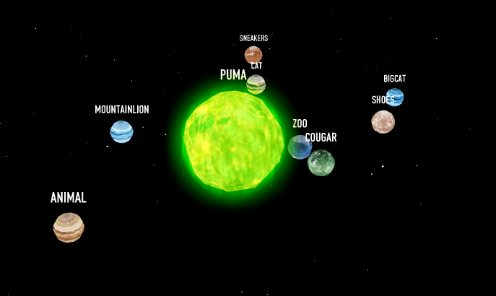 SNEAKERS
CAT
PUMA
BIGCAT
SHOES
MOUNTAINLION
ZOO
COUGAR
ANIMAL